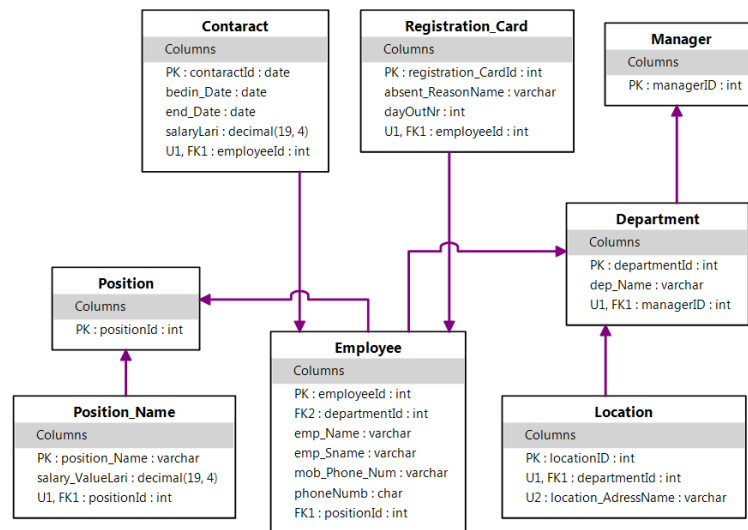 Contaract
Columns
PK : contaractId : date
bedin_Date : date
end_Date : date
salaryLari : decimal(19, 4)
U1, FK1 : employeeId : int
Registration_Card
Columns
PK : registration_CardId : int
absent_ReasonName : varchar
dayOutNr : int
U1, FK1 : employeeId : int
Manager
Columns
PK : managerID : int
Department
Columns
PK : departmentId : int
dep_Name : varchar
U1, FK1 : managerID : int
Position
Columns
PK : positionId : int
Employee
Columns
PK : employeeId : int
FK2 : departmentId : int
emp_Name : varchar
emp_Sname : varchar
mob_Phone_Num : varchar
phoneNumb : char
FK1 : positionId : int
Position_Name
Columns
PK : position_Name : varchar
salary_ValueLari : decimal(19, 4)
U1, FK1 : positionId : int
Location
Columns
PK : locationID : int
U1, FK1 : departmentId : int
U2 : location_AdressName : varchar